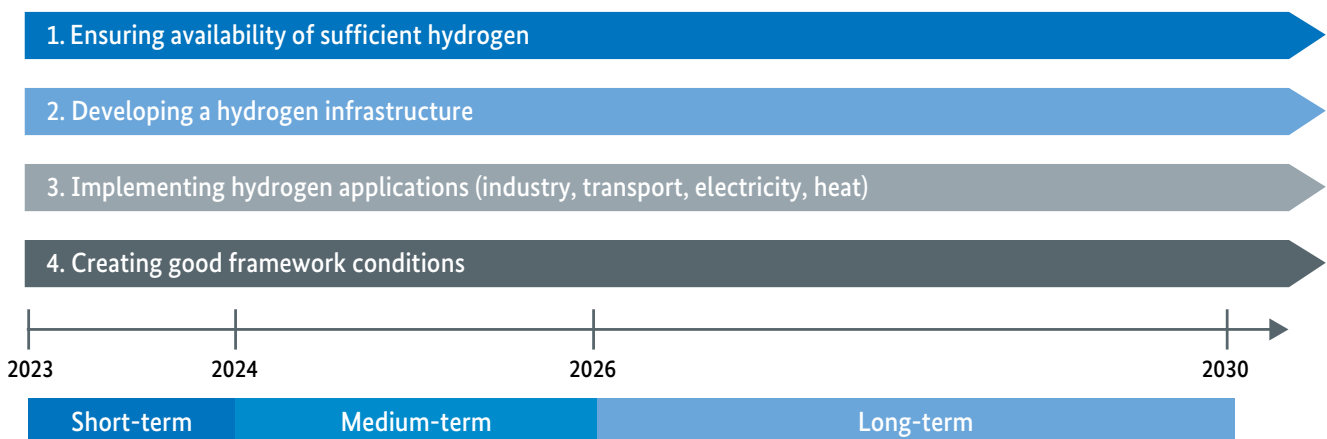 1. Ensuring availability of sufficient hydrogen
2. Developing a hydrogen infrastructure
3. Implementing hydrogen applications (industry, transport, electricity, heat)
4. Creating good framework conditions
2023 2024 2026 2030
Short-term Medium-term Long-term